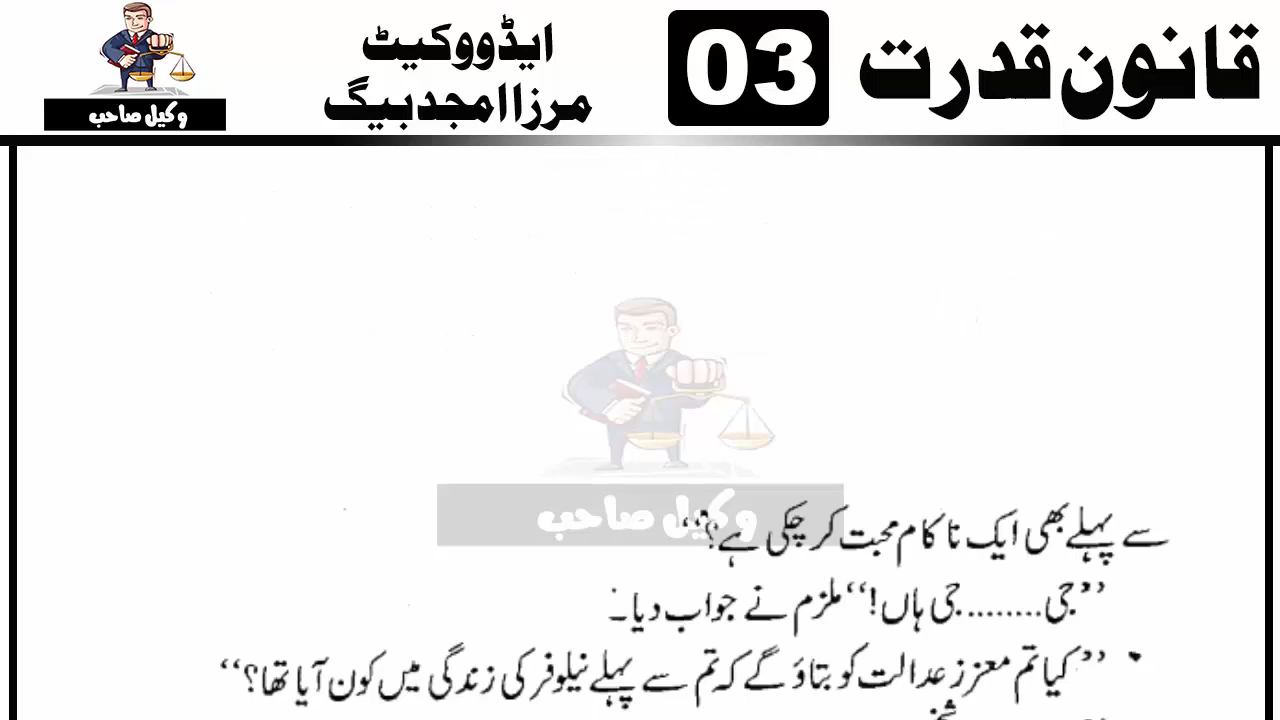 قانون قدرت 03
ایڈووکیٹ
مرزا امجد بیگ
وکیل صاحب
وکیل صاحب
سے پہلے بھی ایک ناکام محبت کر چکی ہے؟‘‘
’’جی.........جی ہاں!‘‘ ملزم نے جواب دیا۔
’’کیا تم معزز عدالت کو بتاؤ گے کہ تم سے پہلے نیلوفر کی زندگی میں کون آیا تھا؟‘‘